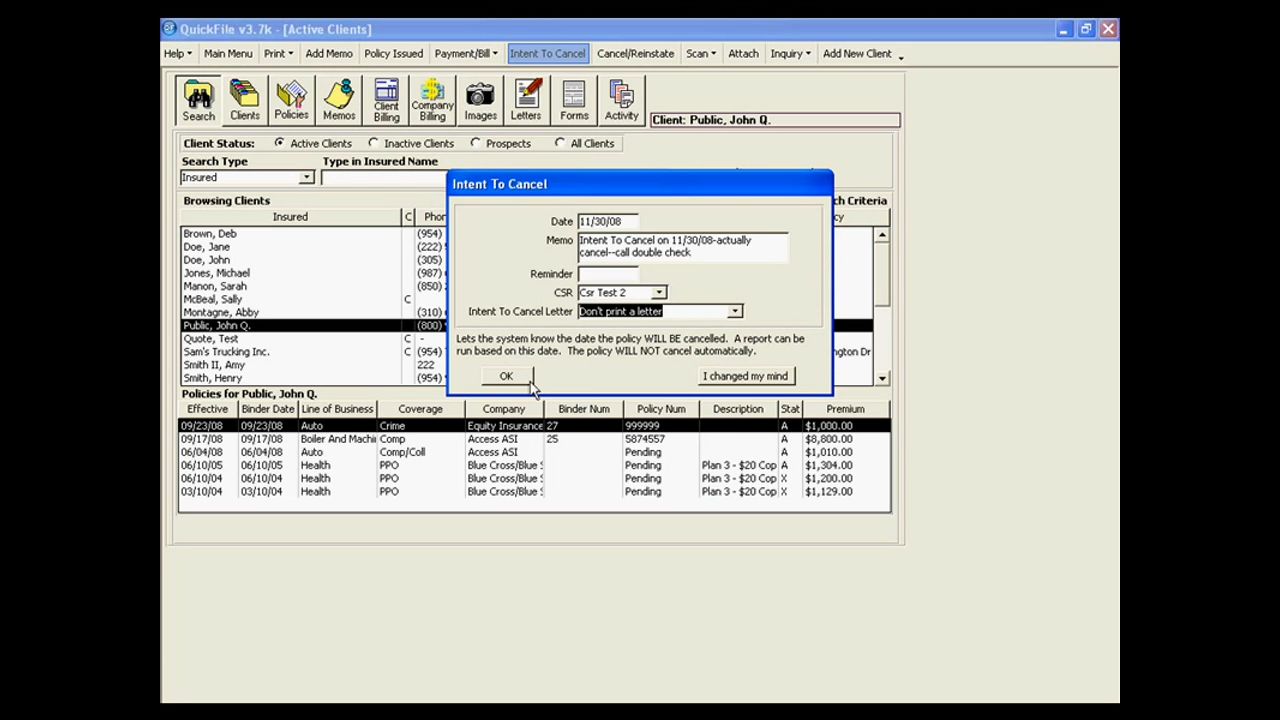 QuickFile v3.7k - [Active Clients]
Help Main Menu Print Add Memo Policy Issued Payment/Bill Intent To Cancel Cancel/Reinstate Scan Attach Inquiry Add New Client
Search Clients Policies Memos Client Billing Company Billing Images Letters Forms Activity
Client: Public, John Q.
Client Status: Active Clients Inactive Clients Prospects All Clients
Search Type Type in Insured Name
Insured
Intent To Cancel
Date 11/30/08
Memo Intent To Cancel on 11/30/08-actually
cancel--call double check
Reminder
CSR Csr Test 2
Intent To Cancel Letter Don't print a letter
Lets the system know the date the policy WILL BE cancelled. A report can be
run based on this date. The policy WILL NOT cancel automatically.
OK I changed my mind
Browsing Clients Criteria
Insured C
Brown, Deb (954)
Doe, Jane (222)
Doe, John (305)
Jones, Michael (987)
Manon, Sarah (850)
McBeal, Sally C
Montagne, Abby (310)
Public, John Q. (800)
Quote, Test C -
Sam's Trucking Inc. C (954) Dr
Smith II, Amy 222
Smith, Henry (954)
Policies for Public, John Q.
Effective Binder Date Line of Business Coverage Company Binder Num Policy Num Description Stat Premium
09/23/08 09/23/08 Auto Crime Equity Insurance 27 999999 A $1,000.00
09/17/08 09/17/08 Boiler And Machi Comp Access ASI 25 5874557 A $8,800.00
06/04/08 06/04/08 Auto Comp/Coll Access ASI Pending A $1,010.00
06/10/05 06/10/05 Health PPO Blue Cross/Blue Pending Plan 3 - $20 Cop A $1,304.00
06/10/04 06/10/04 Health PPO Blue Cross/Blue Pending Plan 3 - $20 Cop X $1,200.00
03/10/04 03/10/04 Health PPO Blue Cross/Blue Pending Plan 3 - $20 Cop X $1,129.00